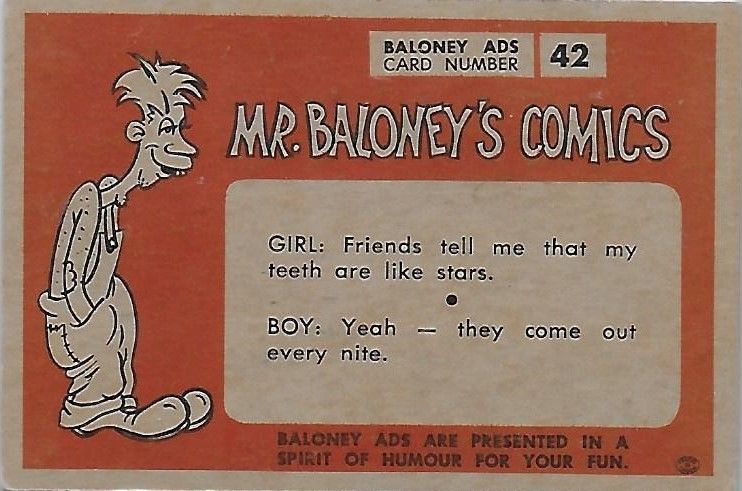 BALONEY ADS
CARD NUMBER
42
MR. BALONEY'S COMICS
GIRL: Friends tell me that my
teeth are like stars.
•
BOY: Yeah — they come out
every nite.
BALONEY ADS ARE PRESENTED IN A
SPIRIT OF HUMOUR FOR YOUR FUN.